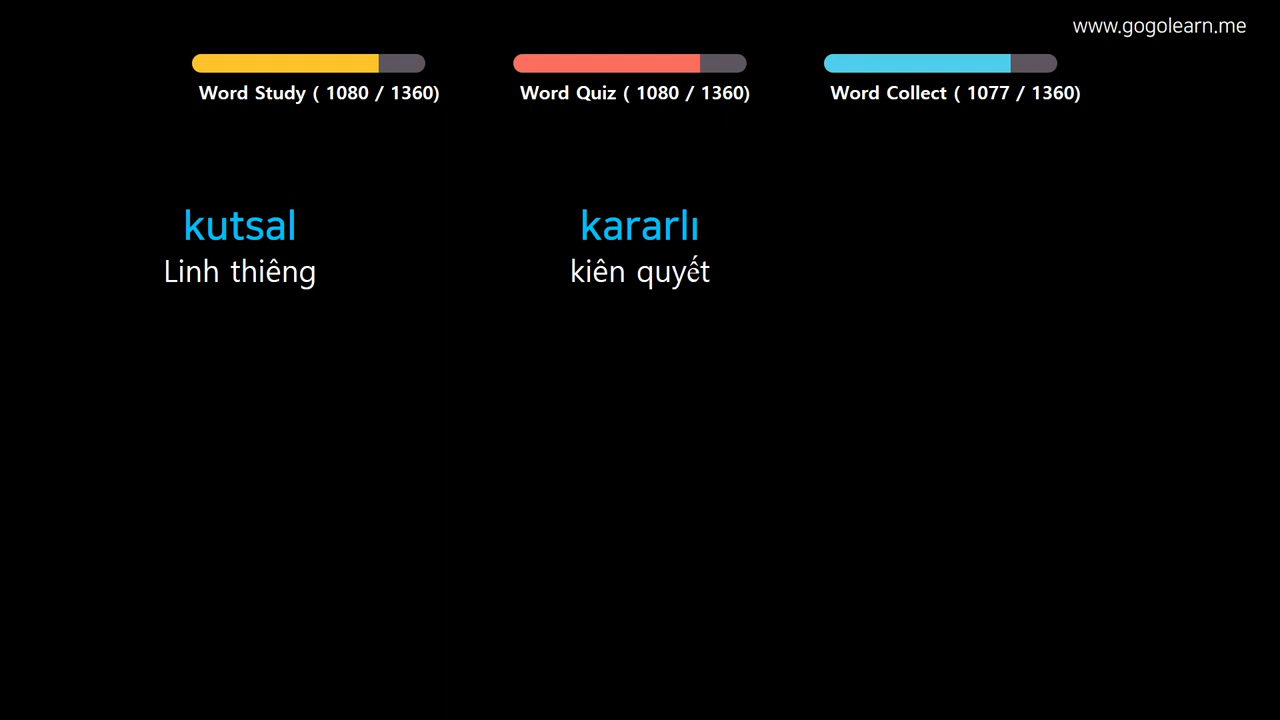 www.gogolearn.me
Word Study ( 1080 / 1360)
Word Quiz ( 1080 / 1360)
Word Collect ( 1077 / 1360)
kutsal
Linh thiêng
kararlı
kiên quyết